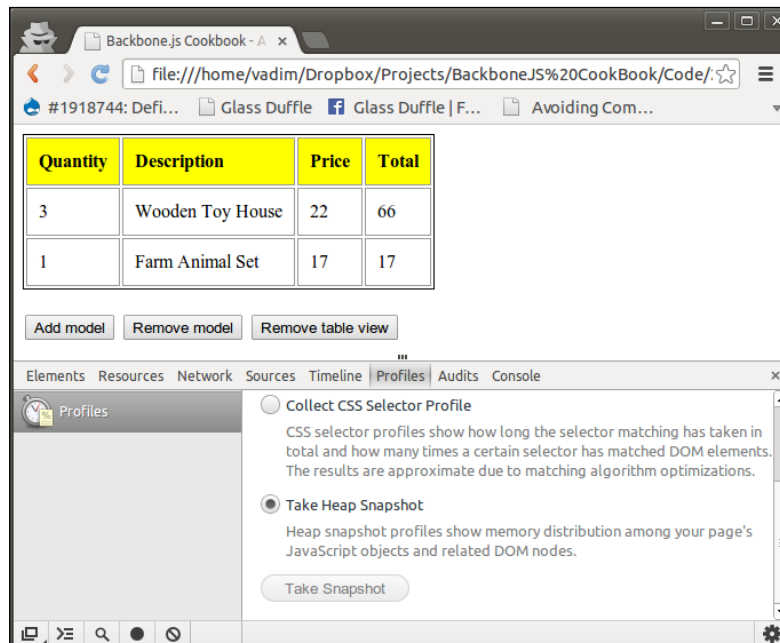 Backbone.js Cookbook - A
file:///home/vadim/Dropbox/Projects/BackboneJS%20CookBook/Code/
#1918744: Defi... Glass Duffle Glass Duffle | F... Avoiding Com...
Quantity Description Price Total
3 Wooden Toy House 22 66
1 Farm Animal Set 17 17
Add model Remove model Remove table view
Elements Resources Network Sources Timeline Profiles Audits Console
Profiles
Collect CSS Selector Profile
CSS selector profiles show how long the selector matching has taken in
total and how many times a certain selector has matched DOM elements.
The results are approximate due to matching algorithm optimizations.
Take Heap Snapshot
Heap snapshot profiles show memory distribution among your page's
JavaScript objects and related DOM nodes.
Take Snapshot